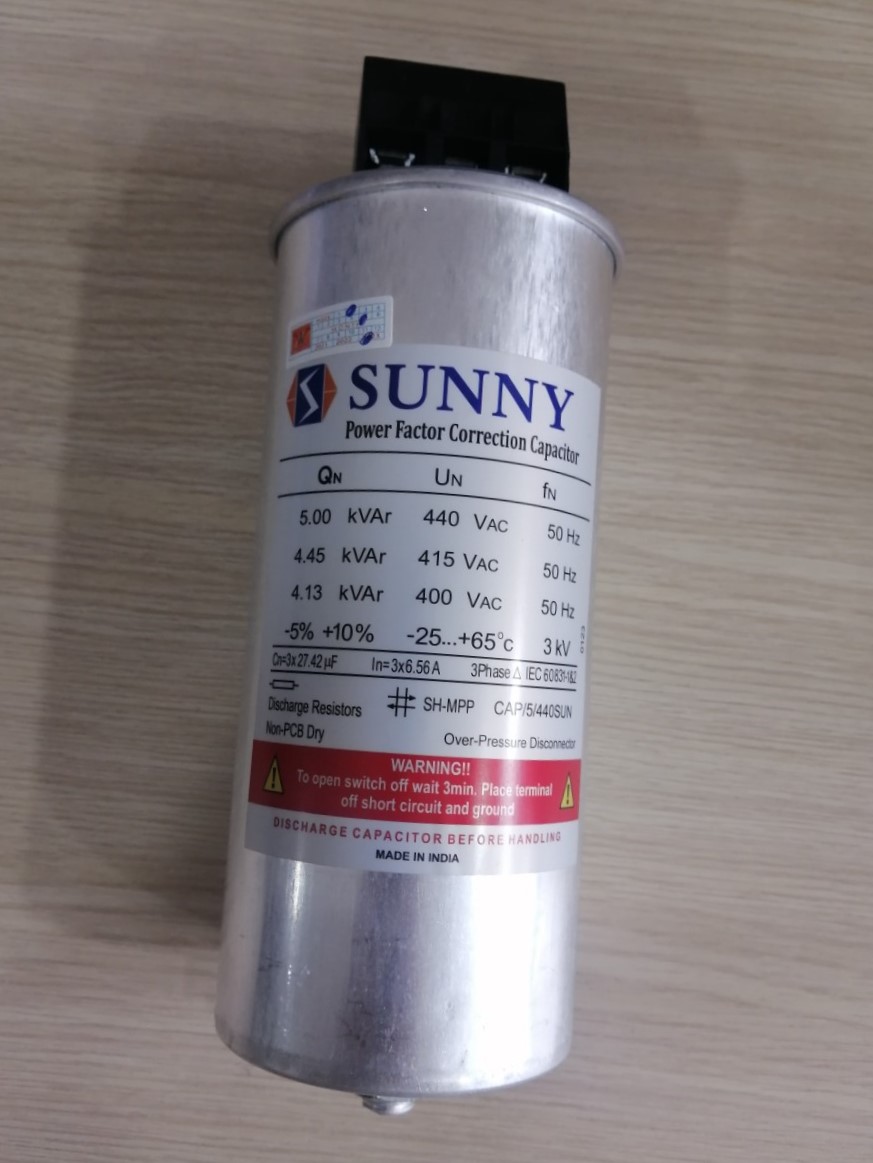 SUNNY
Power Factor Correction Capacitor
QN UN fN
5.00 kVAr 440 VAC 50 Hz
4.45 kVAr 415 VAC 50 Hz
4.13 kVAr 400 VAC 50 Hz
-5% +10% -25...+65°c 3 kV
0123
Cn=3x27.42 µF In=3x6.56 A 3Phase △ IEC 60831-1&2
Discharge Resistors SH-MPP CAP/5/440SUN
Non-PCB Dry Over-Pressure Disconnector
WARNING!!
To open switch off wait 3min. Place terminal
off short circuit and ground
DISCHARGE CAPACITOR BEFORE HANDLING
MADE IN INDIA